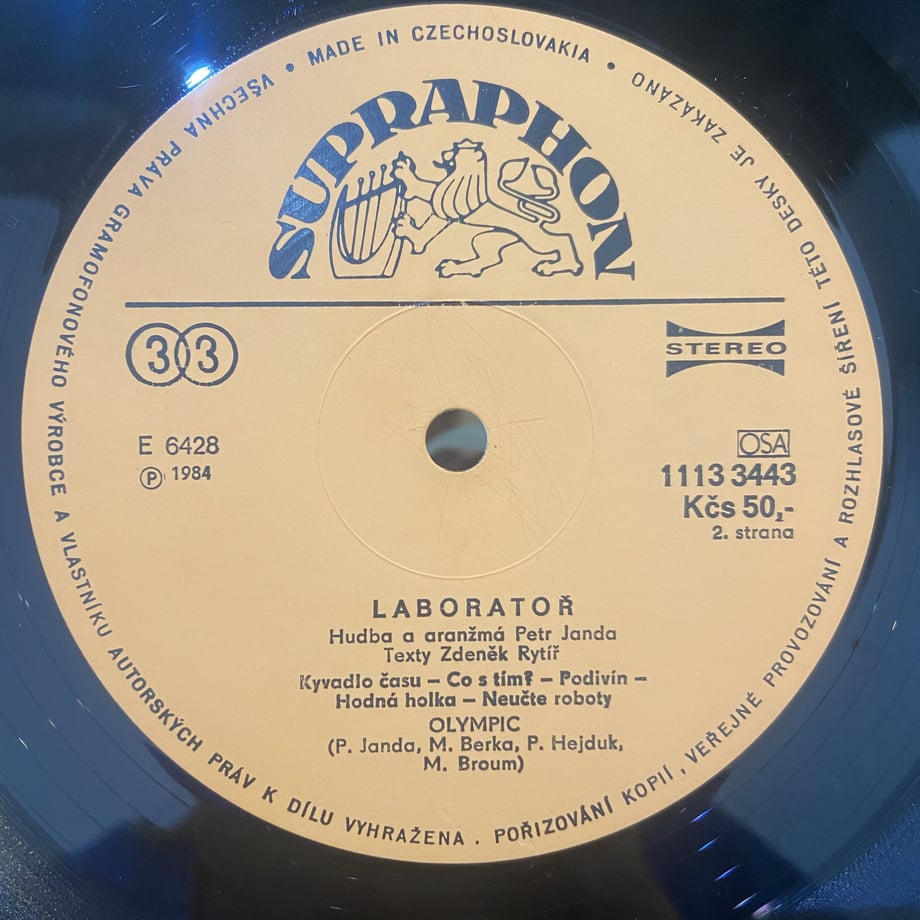 VŠECHNA PRÁVA GRAMOFONOVÉHO VÝROBCE A VLASTNÍKU AUTORSKÝCH PRÁV K DÍLU VYHRAŽENA . POŘIZOVÁNÍ KOPIÍ, VEŘEJNÉ PROVOZOVÁNÍ A ROZHLASOVÉ ŠÍŘENÍ TÉTO DESKY JE ZAKÁZÁNO
• MADE IN CZECHOSLOVAKIA •
SUPRAPHON
33
STEREO
E 6428
Ⓟ 1984
OSA
1113 3443
Kčs 50,-
2. strana
LABORATOŘ
Hudba a aranžmá Petr Janda
Texty Zdeněk Rytíř
Kyvadlo času – Co s tím? – Podivín –
Hodná holka – Neučte roboty
OLYMPIC
(P. Janda, M. Berka, P. Hejduk,
M. Broum)